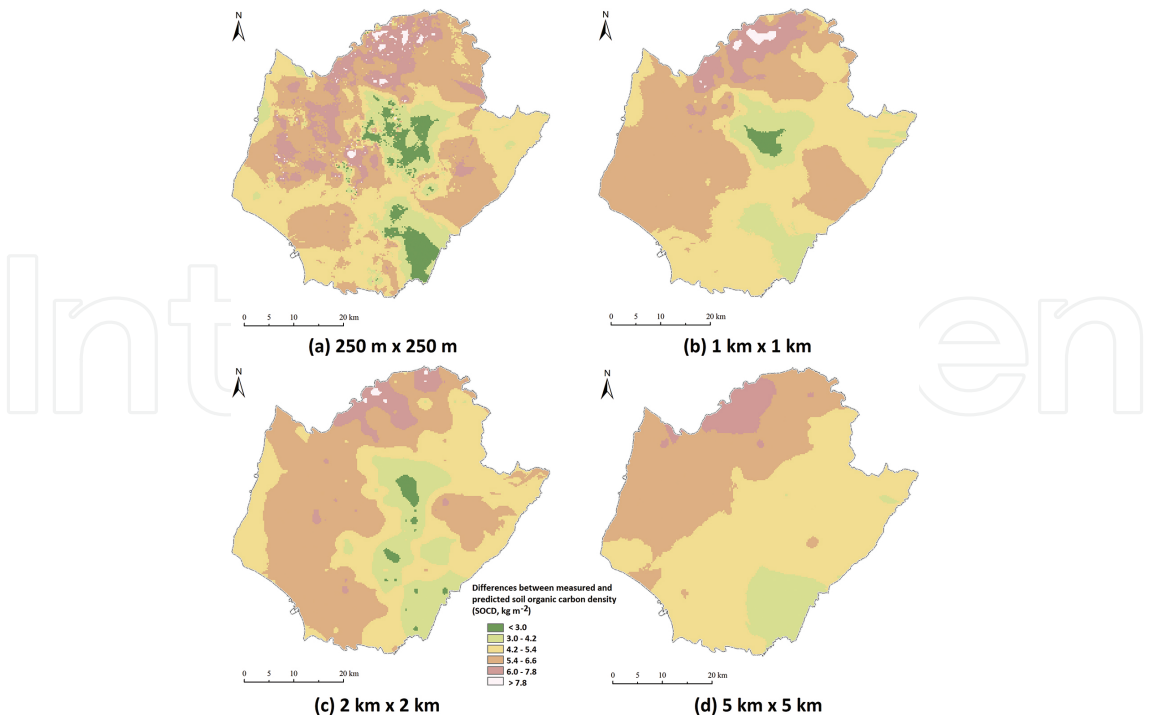 N
N
0 5 10 20 km
0 5 10 20 km
(a) 250 m x 250 m
(b) 1 km x 1 km
N
N
Differences between measured and
predicted soil organic carbon density
(SOCD, kg m-2)
< 3.0
3.0 - 4.2
4.2 - 5.4
5.4 - 6.6
6.0 - 7.8
> 7.8
0 5 10 20 km
0 5 10 20 km
(c) 2 km x 2 km
(d) 5 km x 5 km
Inte
en